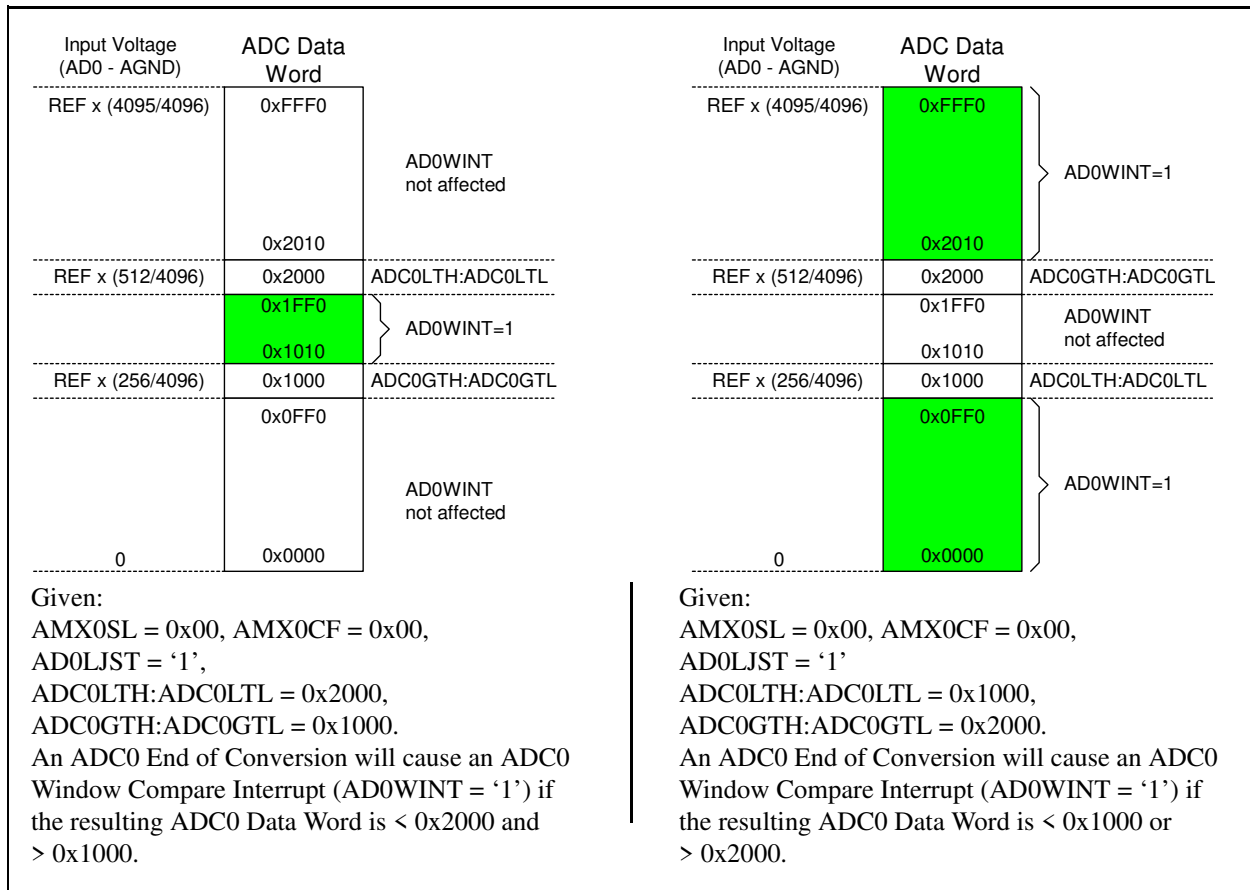 Input Voltage
(AD0 - AGND)
ADC Data
Word
REF x (4095/4096)
0xFFF0
AD0WINT
not affected
0x2010
REF x (512/4096)
0x2000
ADC0LTH:ADC0LTL
0x1FF0
AD0WINT=1
0x1010
REF x (256/4096)
0x1000
ADC0GTH:ADC0GTL
0x0FF0
AD0WINT
not affected
0
0x0000
Given:
AMX0SL = 0x00, AMX0CF = 0x00,
AD0LJST = ‘1’,
ADC0LTH:ADC0LTL = 0x2000,
ADC0GTH:ADC0GTL = 0x1000.
An ADC0 End of Conversion will cause an ADC0
Window Compare Interrupt (AD0WINT = ‘1’) if
the resulting ADC0 Data Word is < 0x2000 and
> 0x1000.
Input Voltage
(AD0 - AGND)
ADC Data
Word
REF x (4095/4096)
0xFFF0
AD0WINT=1
0x2010
REF x (512/4096)
0x2000
ADC0GTH:ADC0GTL
0x1FF0
AD0WINT
not affected
0x1010
REF x (256/4096)
0x1000
ADC0LTH:ADC0LTL
0x0FF0
AD0WINT=1
0
0x0000
Given:
AMX0SL = 0x00, AMX0CF = 0x00,
AD0LJST = ‘1’
ADC0LTH:ADC0LTL = 0x1000,
ADC0GTH:ADC0GTL = 0x2000.
An ADC0 End of Conversion will cause an ADC0
Window Compare Interrupt (AD0WINT = ‘1’) if
the resulting ADC0 Data Word is < 0x1000 or
> 0x2000.